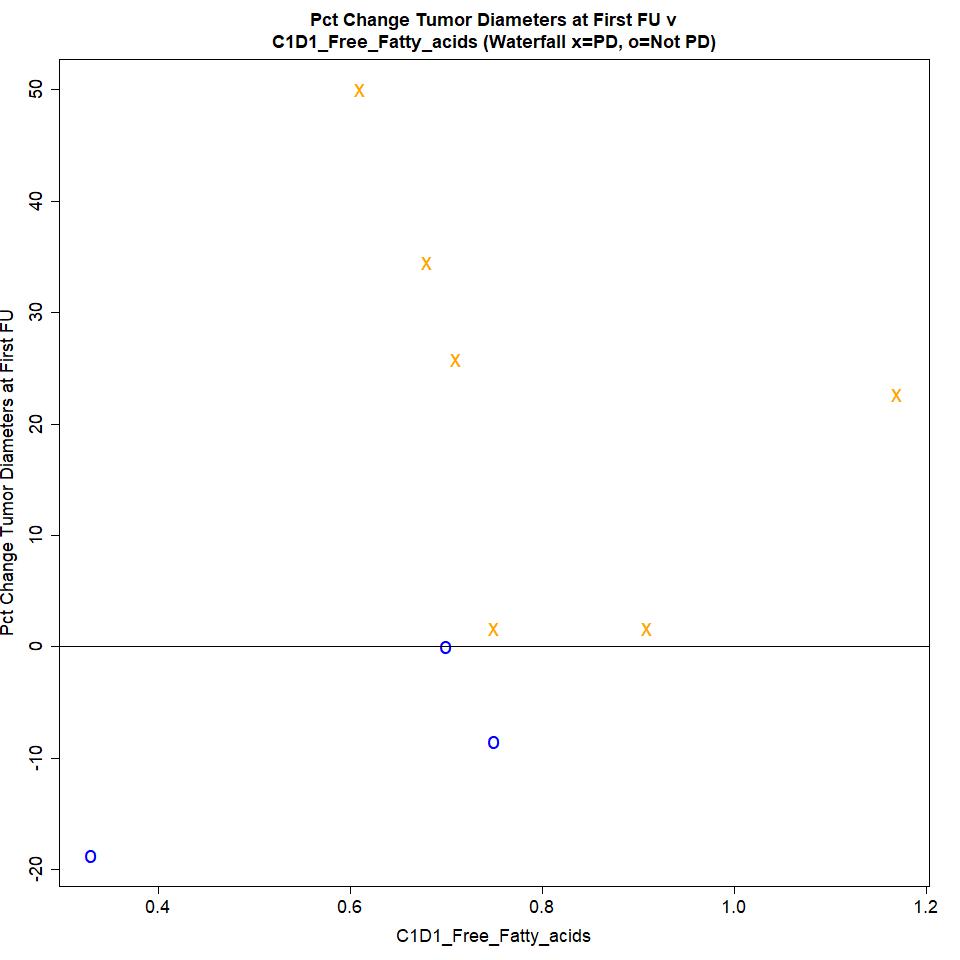 Pct Change Tumor Diameters at First FU v
C1D1_Free_Fatty_acids (Waterfall x=PD, o=Not PD)
Pct Change Tumor Diameters at First FU
50
40
30
20
10
0
-10
-20
X
X
X
X
X
X
O
O
O
0.4
0.6
0.8
1.0
1.2
C1D1_Free_Fatty_acids